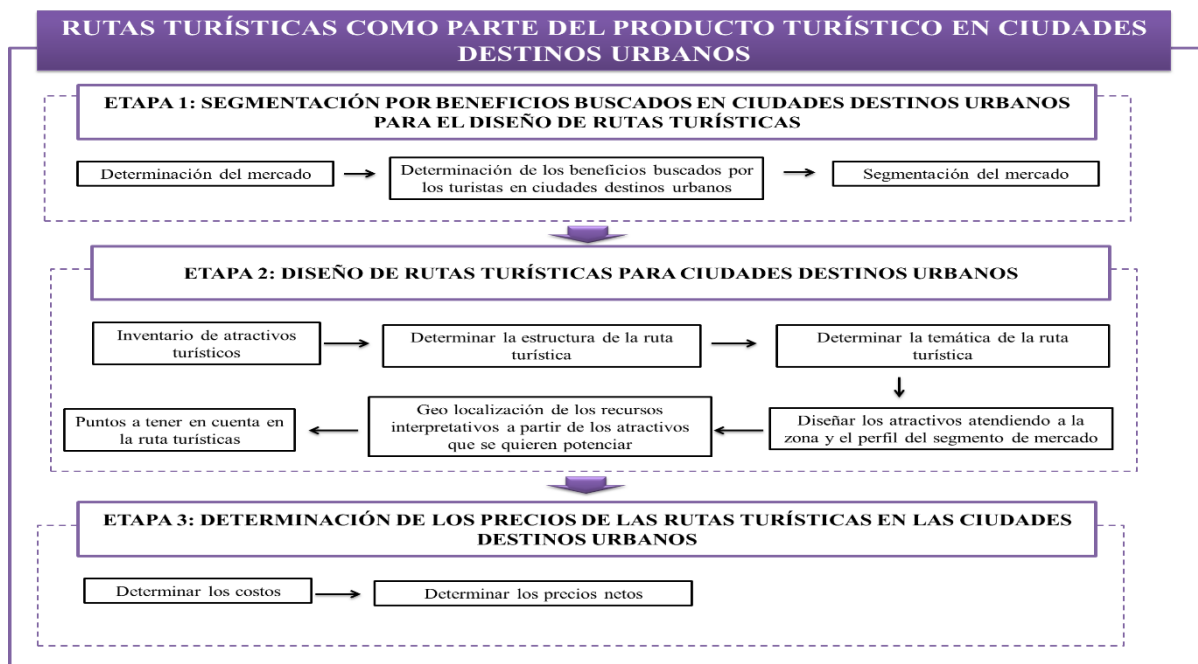 RUTAS TURÍSTICAS COMO PARTE DEL PRODUCTO TURÍSTICO EN CIUDADES
DESTINOS URBANOS
ETAPA 1: SEGMENTACIÓN POR BENEFICIOS BUSCADOS EN CIUDADES DESTINOS URBANOS
PARA EL DISEÑO DE RUTAS TURÍSTICAS
Determinación del mercado
Determinación de los beneficios buscados por
los turistas en ciudades destinos urbanos
Segmentación del mercado
ETAPA 2: DISEÑO DE RUTAS TURÍSTICAS PARA CIUDADES DESTINOS URBANOS
Inventario de atractivos
turísticos
Determinar la estructura de la ruta
turística
Determinar la temática de la ruta
turística
Diseñar los atractivos atendiendo a la
zona y el perfil del segmento de mercado
Geo localización de los recursos
interpretativos a partir de los atractivos
que se quieren potenciar
Puntos a tener en cuenta en
la ruta turísticas
ETAPA 3: DETERMINACIÓN DE LOS PRECIOS DE LAS RUTAS TURÍSTICAS EN LAS CIUDADES
DESTINOS URBANOS
Determinar los costos
Determinar los precios netos